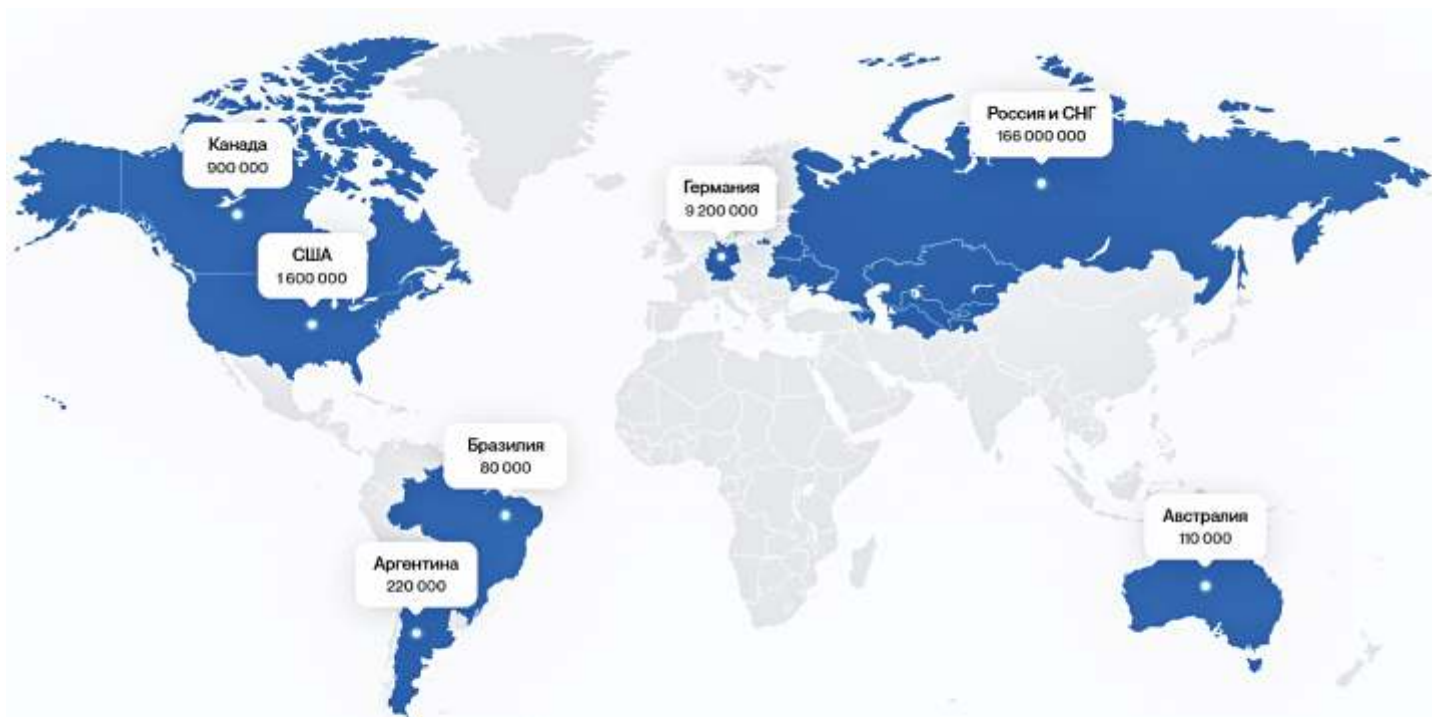 Канада
900 000
США
1 600 000
Германия
9 200 000
Россия и СНГ
166 000 000
Бразилия
80 000
Аргентина
220 000
Австралия
110 000